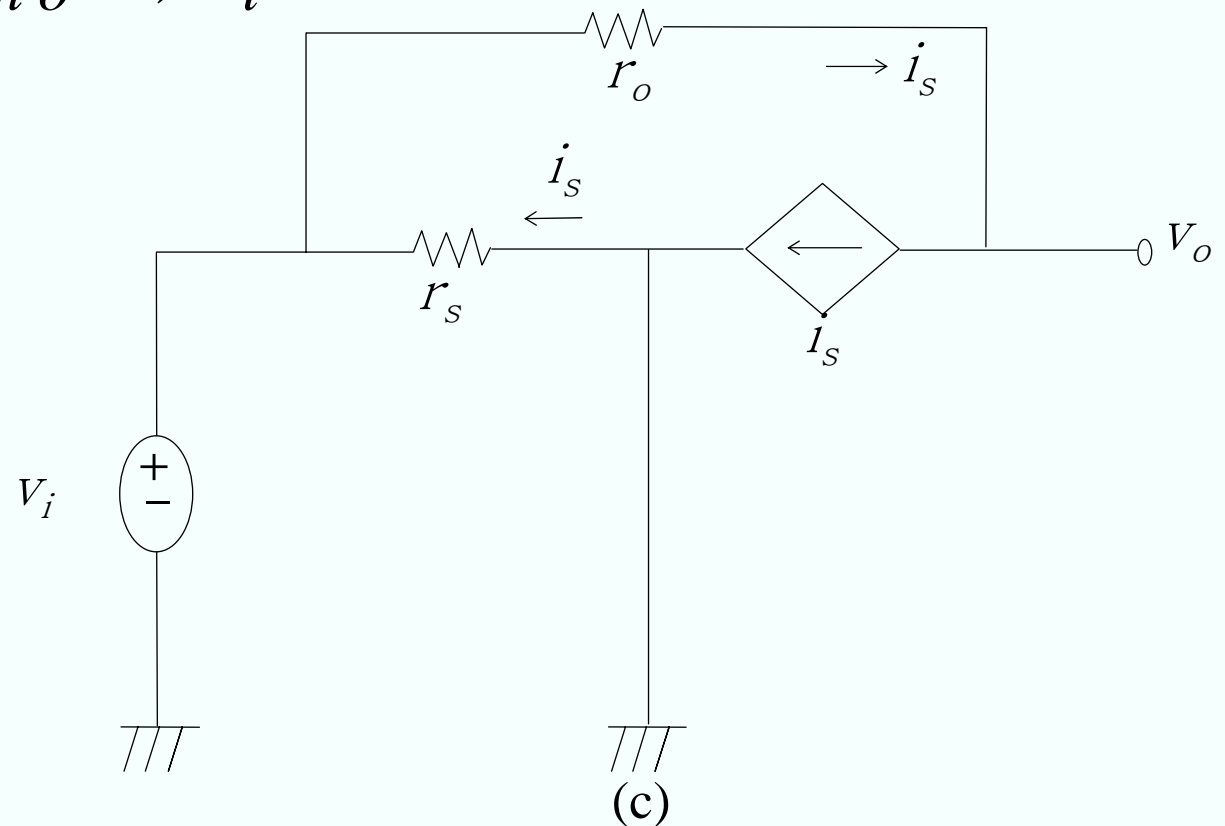 r_o
→ i_s
i_s
←
V_o
r_s
i_s
+
−
V_i
(c)